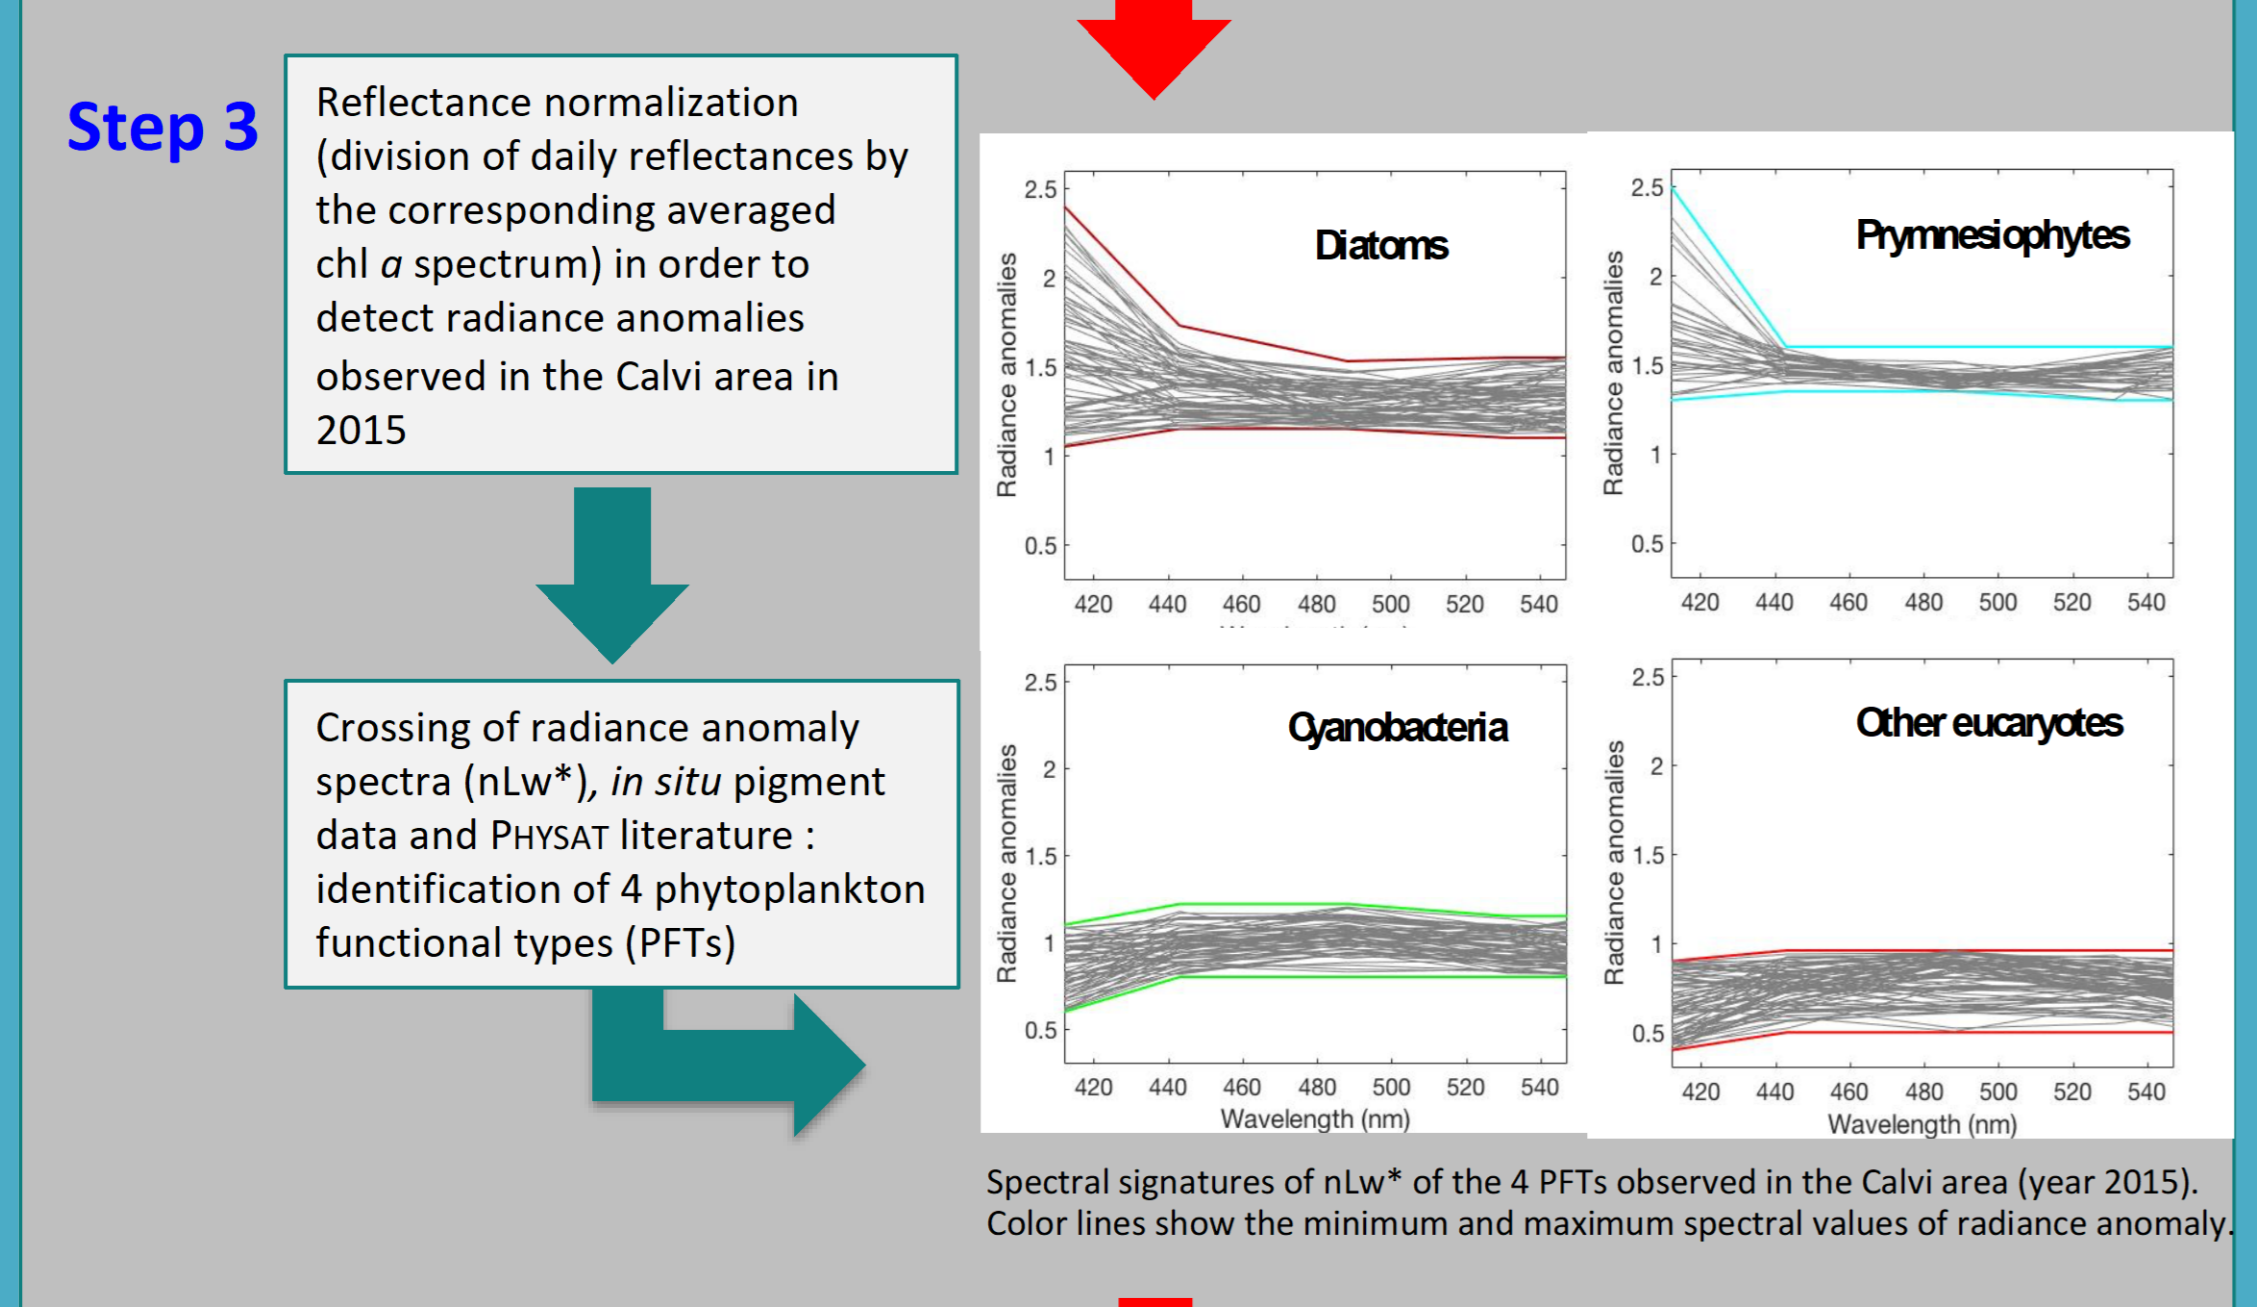 Step 3
Reflectance normalization
(division of daily reflectances by
the corresponding averaged
chl a spectrum) in order to
detect radiance anomalies
observed in the Calvi area in
2015
Crossing of radiance anomaly
spectra (nLw*), in situ pigment
data and PHYSAT literature :
identification of 4 phytoplankton
functional types (PFTs)
Diatoms
Radiance anomalies
2.5
2
1.5
1
0.5
420 440 460 480 500 520 540
Prymnesiophytes
Radiance anomalies
2.5
2
1.5
1
0.5
420 440 460 480 500 520 540
Cyanobacteria
Radiance anomalies
2.5
2
1.5
1
0.5
420 440 460 480 500 520 540
Wavelength (nm)
Other eucaryotes
Radiance anomalies
2.5
2
1.5
1
0.5
420 440 460 480 500 520 540
Wavelength (nm)
Spectral signatures of nLw* of the 4 PFTs observed in the Calvi area (year 2015).
Color lines show the minimum and maximum spectral values of radiance anomaly.